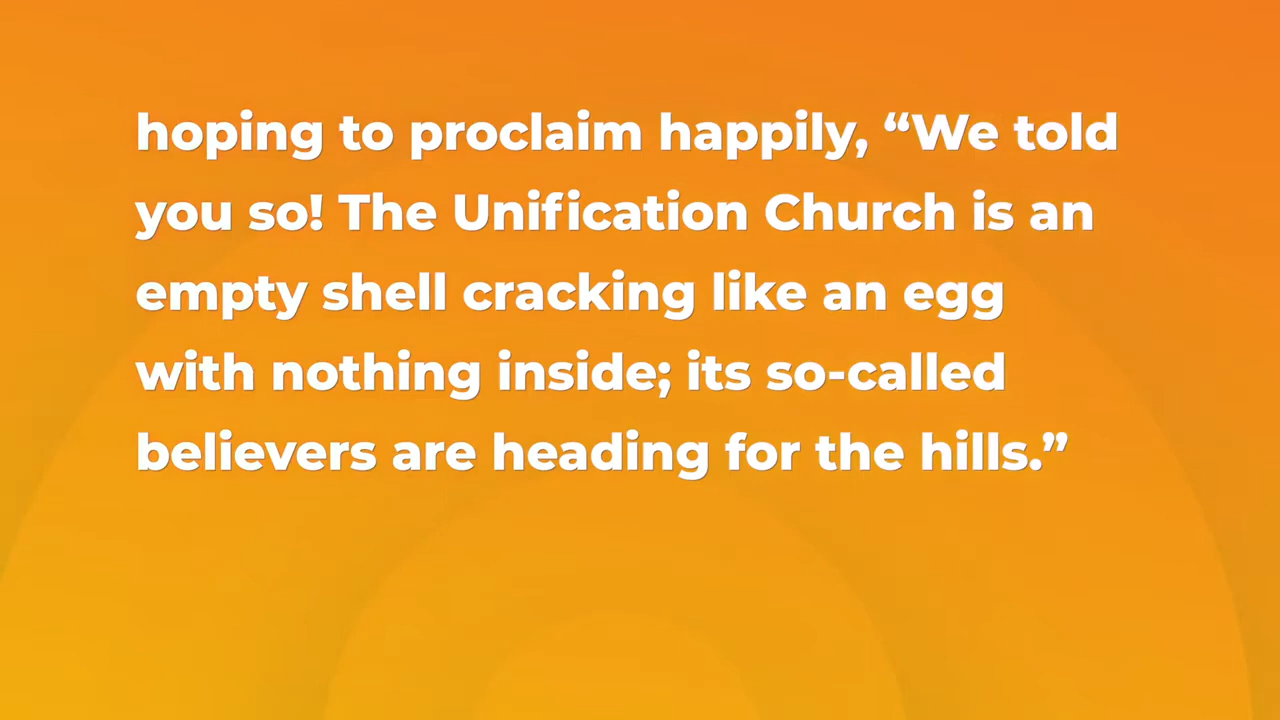 hoping to proclaim happily, “We told
you so! The Unification Church is an
empty shell cracking like an egg
with nothing inside; its so-called
believers are heading for the hills.”